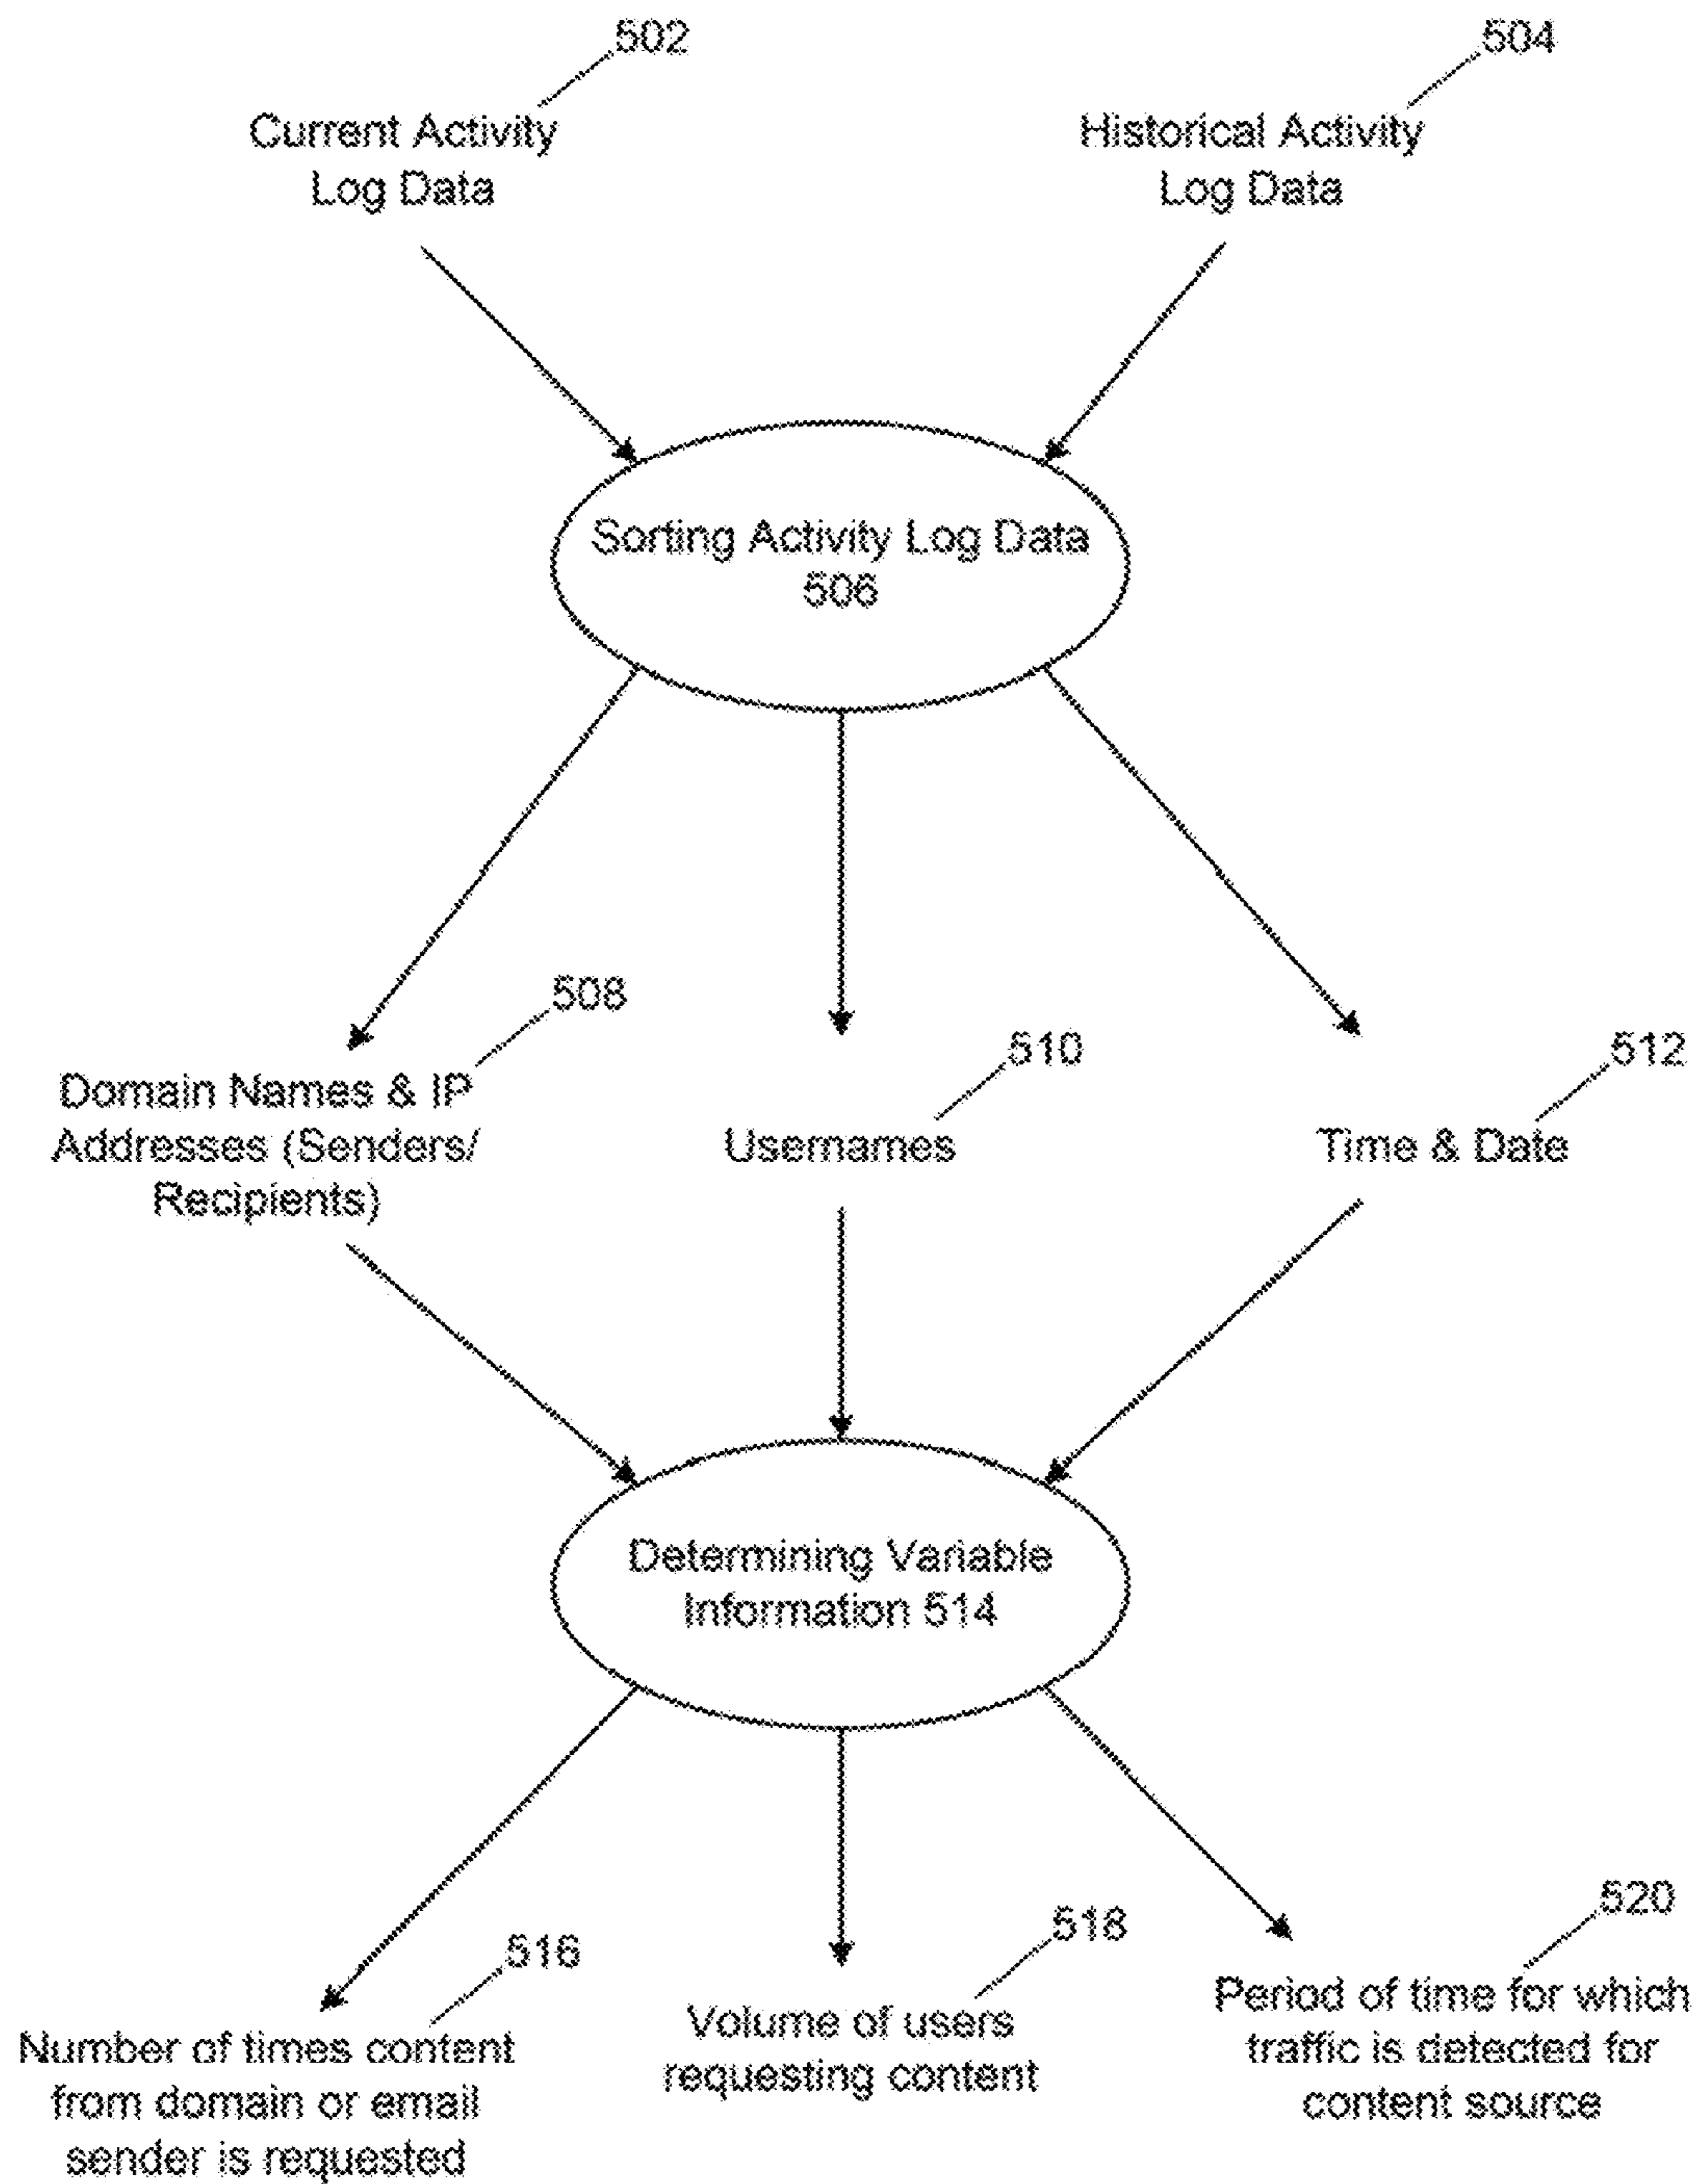 502
504
Current Activity
Log Data
Historical Activity
Log Data
Sorting Activity Log Data
506
508
Domain Names & IP
Addresses (Senders/
Recipients)
510
Usernames
512
Time & Date
Determining Variable
Information 514
516
Number of times content
from domain or email
sender is requested
518
Volume of users
requesting content
520
Period of time for which
traffic is detected for
content source